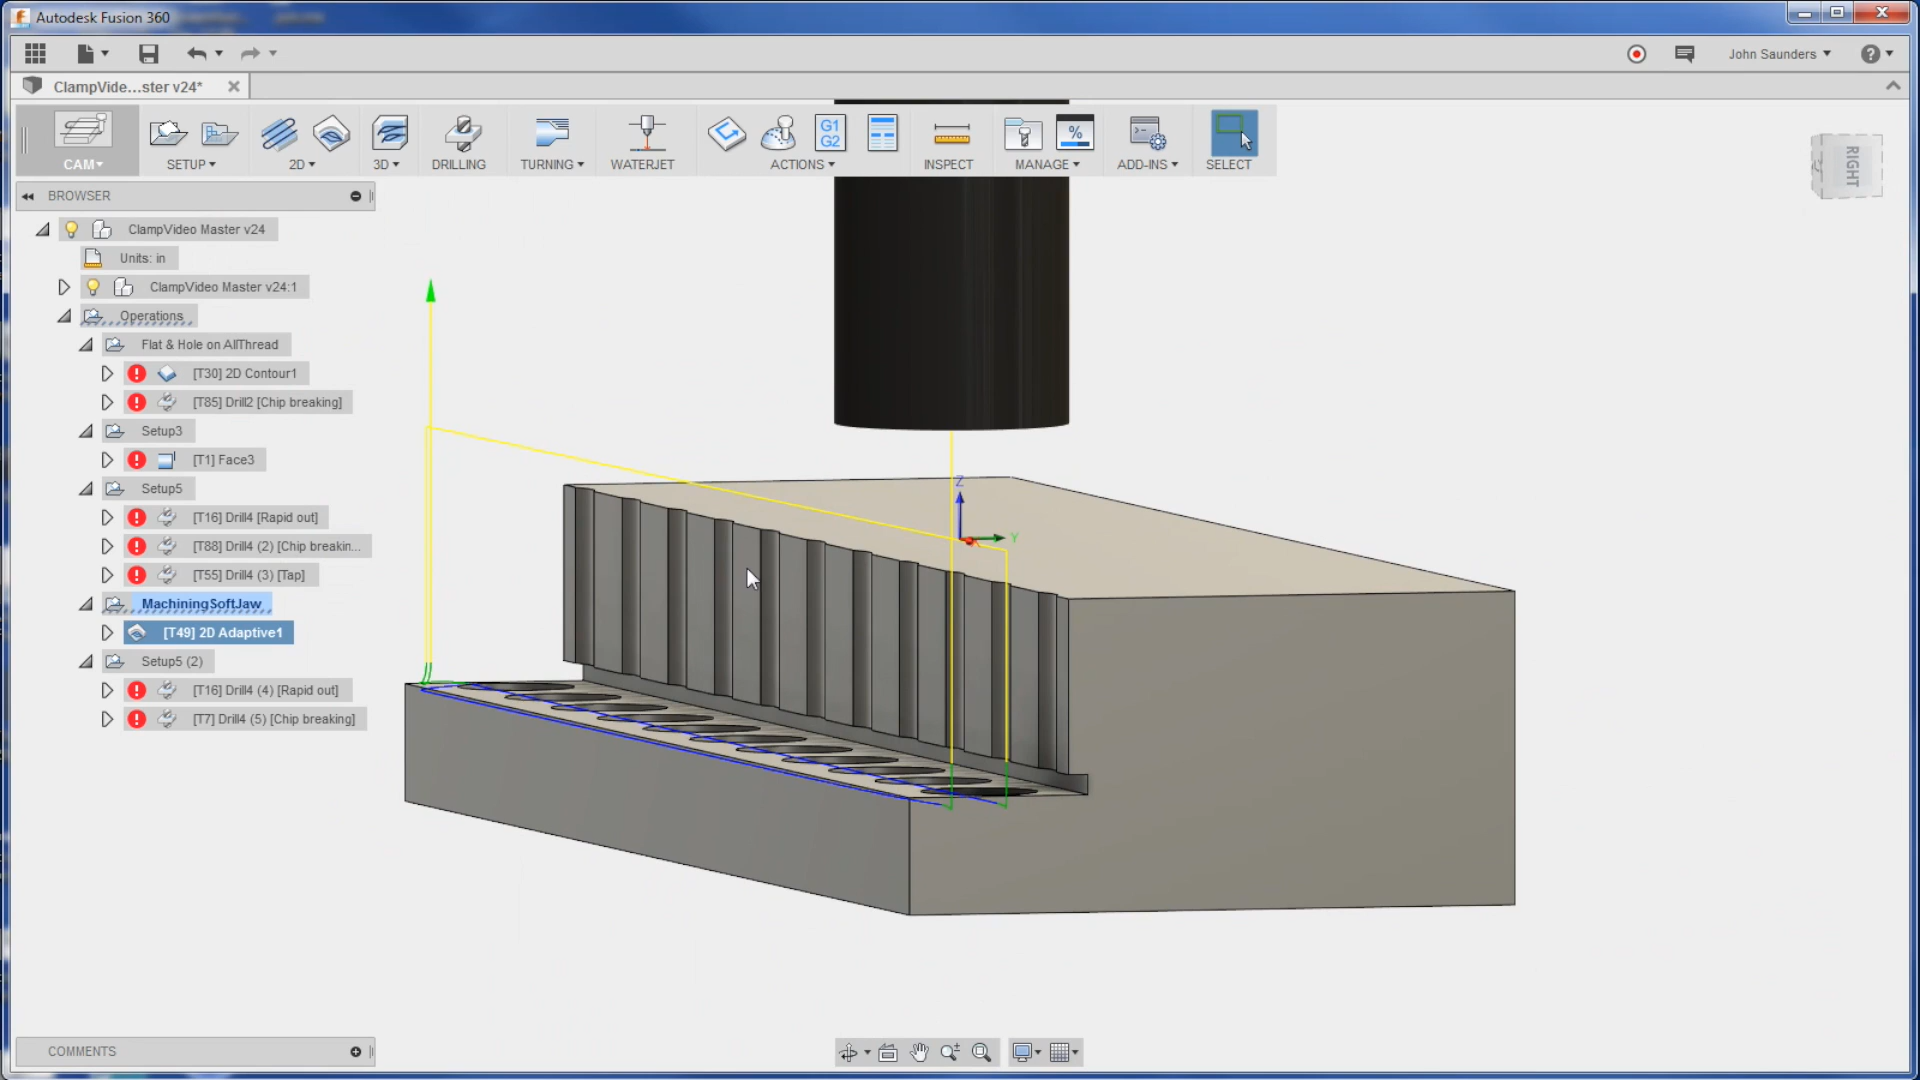 Autodesk Fusion 360
John Saunders
ClampVide...ster v24*
CAM
SETUP
2D
3D
DRILLING
TURNING
WATERJET
G1
G2
ACTIONS
INSPECT
%
MANAGE
ADD-INS
SELECT
RIGHT
BROWSER
ClampVideo Master v24
Units: in
ClampVideo Master v24:1
Operations
Flat & Hole on AllThread
[T30] 2D Contour1
[T85] Drill2 [Chip breaking]
Setup3
[T1] Face3
Setup5
[T16] Drill4 [Rapid out]
[T88] Drill4 (2) [Chip breakin...
[T55] Drill4 (3) [Tap]
MachiningSoftJaw
[T49] 2D Adaptive1
Setup5 (2)
[T16] Drill4 (4) [Rapid out]
[T7] Drill4 (5) [Chip breaking]
Z
Y
COMMENTS